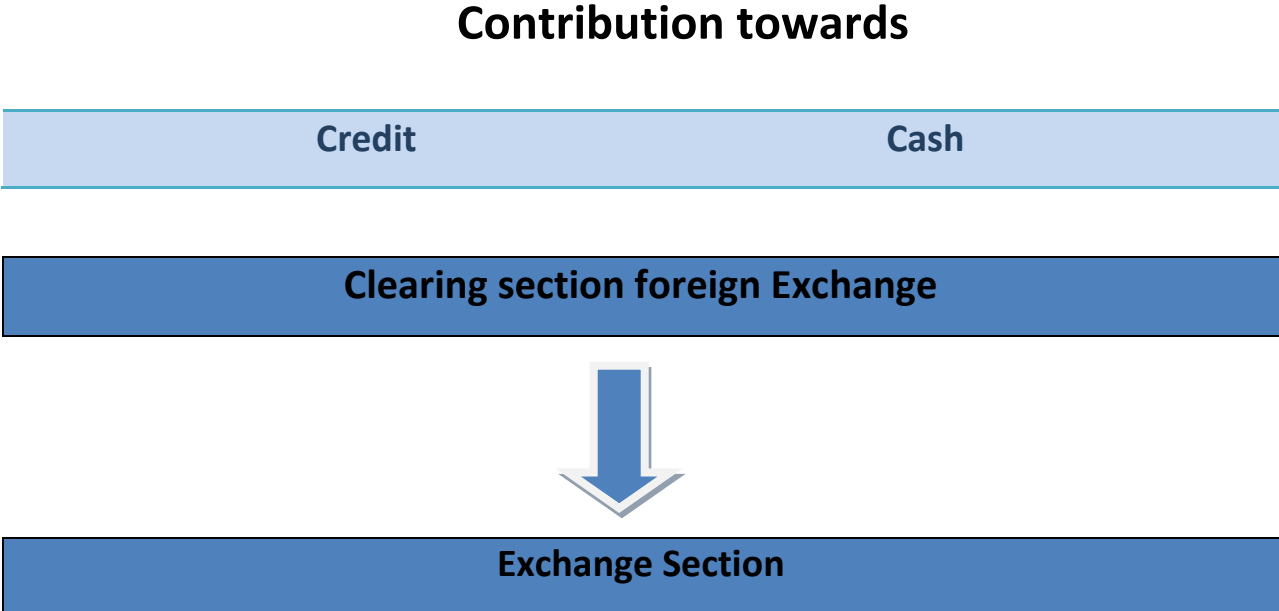 Contribution towards
Credit Cash
Clearing section foreign Exchange
Exchange Section